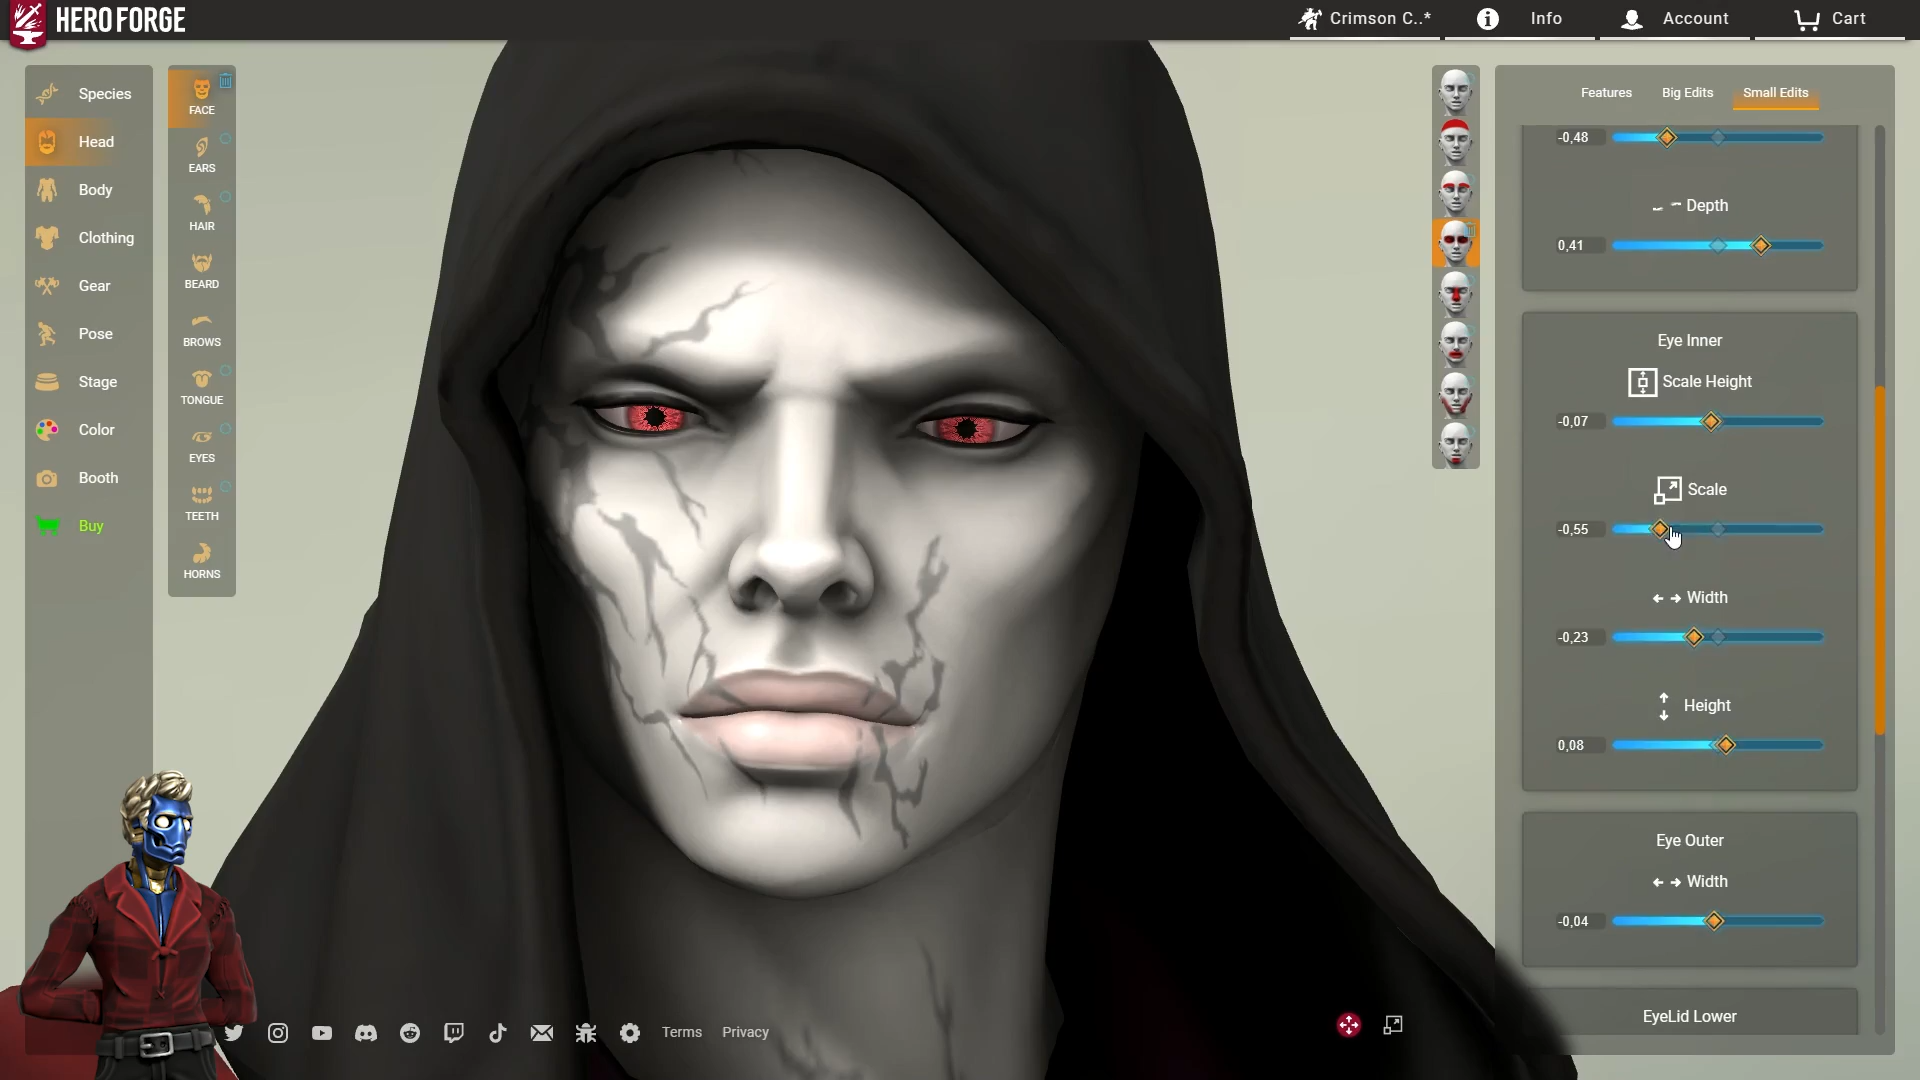 HERO FORGE
Crimson C..*
Info
Account
Cart
Species
Head
Body
Clothing
Gear
Pose
Stage
Color
Booth
Buy
FACE
EARS
HAIR
BEARD
BROWS
TONGUE
EYES
TEETH
HORNS
Features Big Edits Small Edits
-0,48
Depth
0,41
Eye Inner
Scale Height
-0,07
Scale
-0,55
Width
-0,23
Height
0,08
Eye Outer
Width
-0,04
EyeLid Lower
Terms Privacy